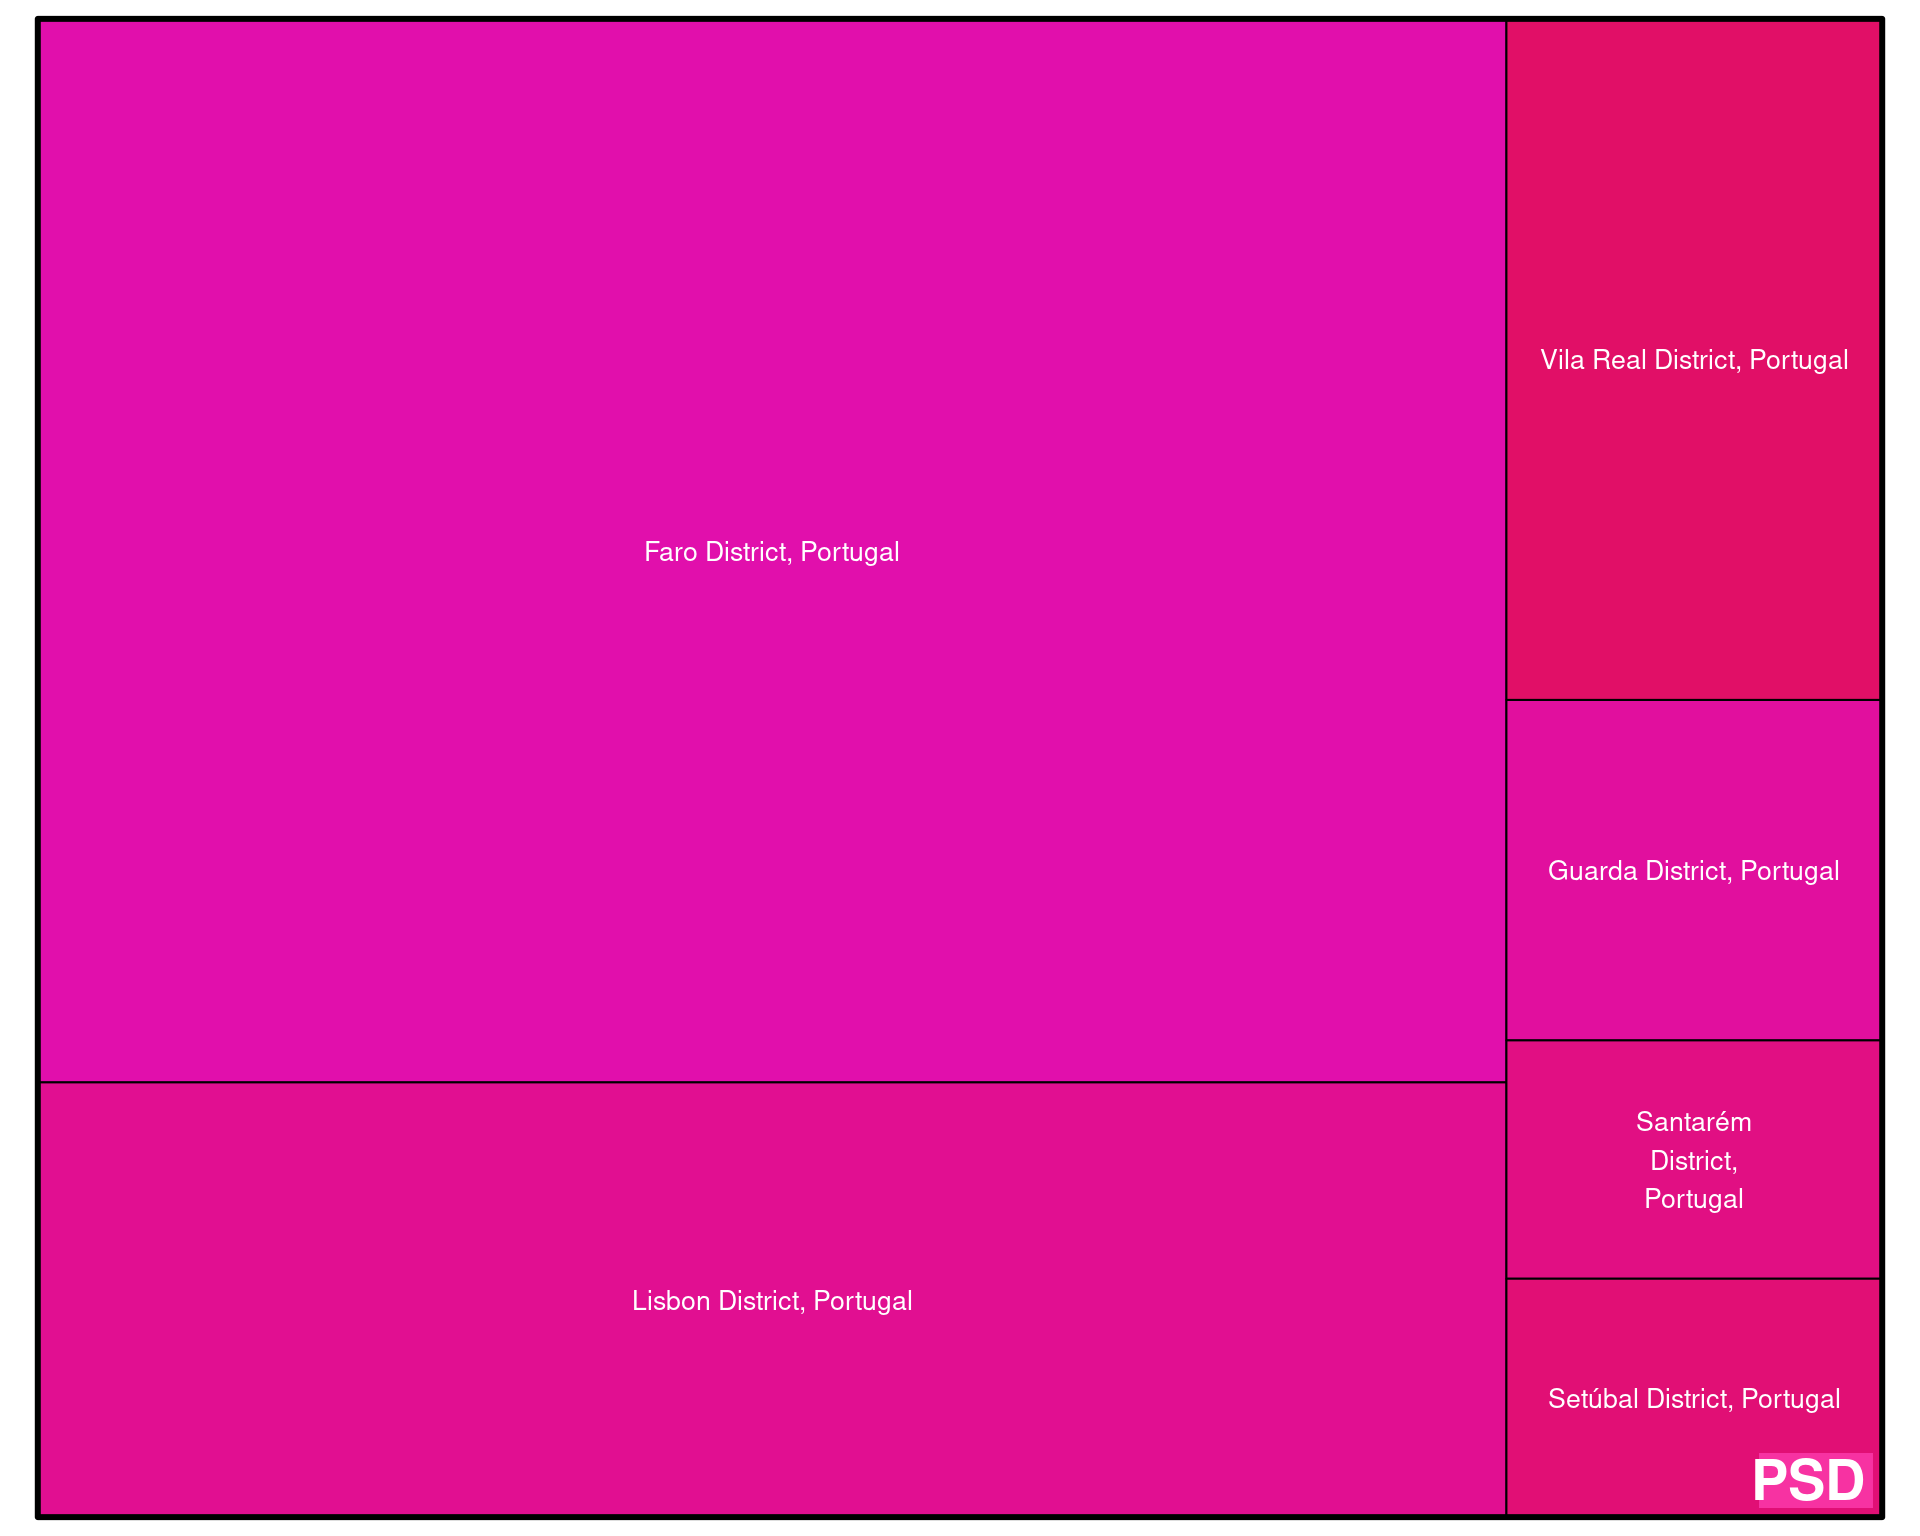 Faro District, Portugal
Lisbon District, Portugal
Vila Real District, Portugal
Guarda District, Portugal
Santarém
District,
Portugal
Setúbal District, Portugal
PSD